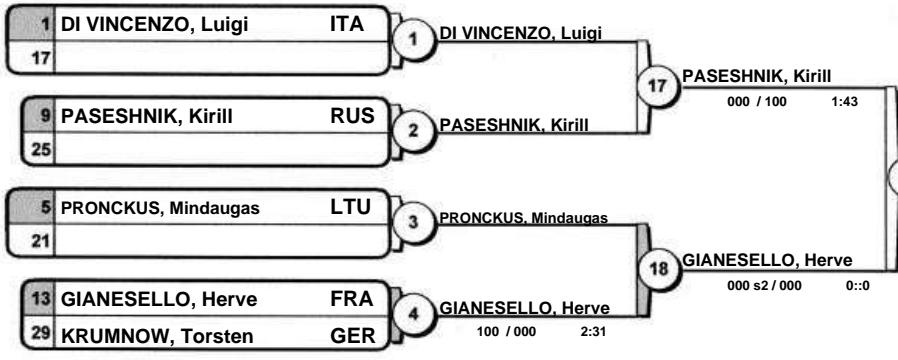 1 DI VINCENZO, Luigi ITA
17
1
DI VINCENZO, Luigi
9 PASESHNIK, Kirill RUS
25
2
PASESHNIK, Kirill
17
PASESHNIK, Kirill
000 / 100 1:43
5 PRONCKUS, Mindaugas LTU
21
3
PRONCKUS, Mindaugas
13 GIANESELLO, Herve FRA
29 KRUMNOW, Torsten GER
4
GIANESELLO, Herve
100 / 000 2:31
18
GIANESELLO, Herve
000 s2 / 000 0::0